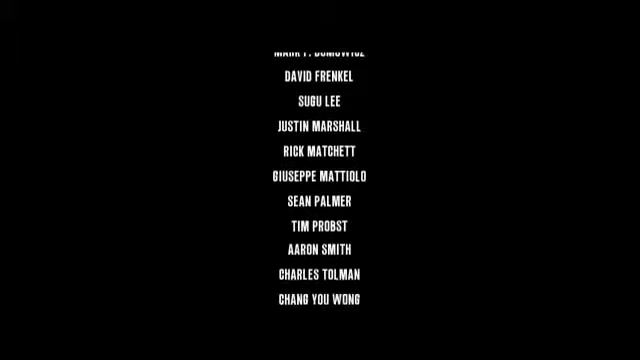 DAVID FRENKEL
SUGU LEE
JUSTIN MARSHALL
RICK MATCHETT
GIUSEPPE MATTIOLO
SEAN PALMER
TIM PROBST
AARON SMITH
CHARLES TOLMAN
CHANG YOU WONG